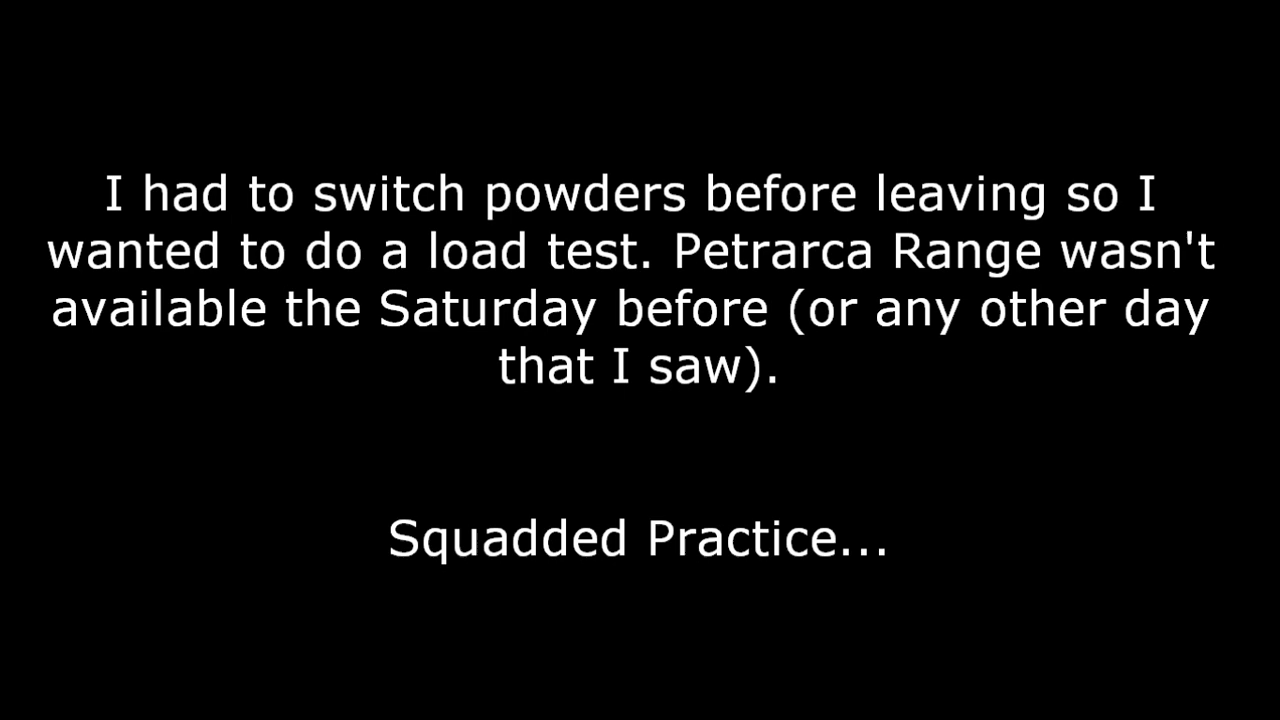 I had to switch powders before leaving so I
wanted to do a load test. Petrarca Range wasn't
available the Saturday before (or any other day
that I saw).
Squadded Practice...